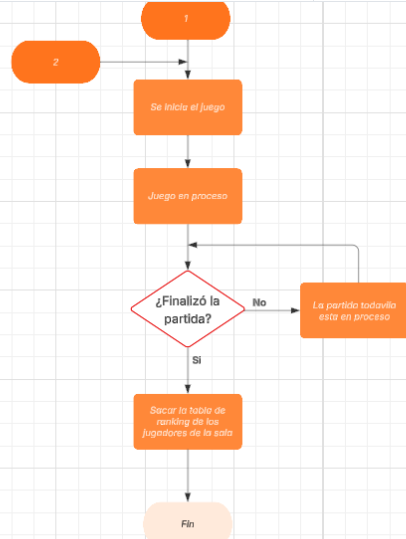 1
2
Se inicia el juego
Juego en proceso
¿Finalizó la
partida?
No
La partida todavila
esta en proceso
Si
Sacar la tabla de
ranking de los
jugadores de la sala
Fin